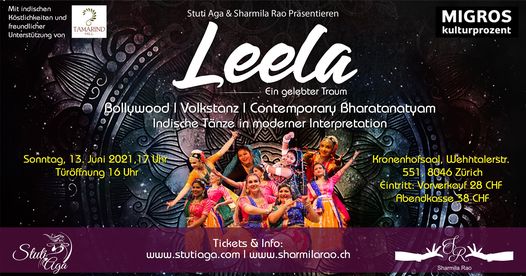 Mit indischen
Köstlichkeiten und
freundlicher
Unterstützung von
TAMARIND
HILL
Stuti Aga & Sharmila Rao Präsentieren
MIGROS
kulturprozent
Leela
Ein gelebter Traum
Bollywood | Volkstanz | Contemporary Bharatanatyam
Indische Tänze in moderner Interpretation
Sonntag, 13. Juni 2021,17 Uhr
Türöffnung 16 Uhr
Kronenhofsaal, Wehntalerstr.
551, 8046 Zürich
Eintritt: Vorverkauf 28 CHF
Abendkasse 38 CHF
Stuti
Aga
Tickets & Info:
www.stutiaga.com | www.sharmilarao.ch
SR
Sharmila Rao